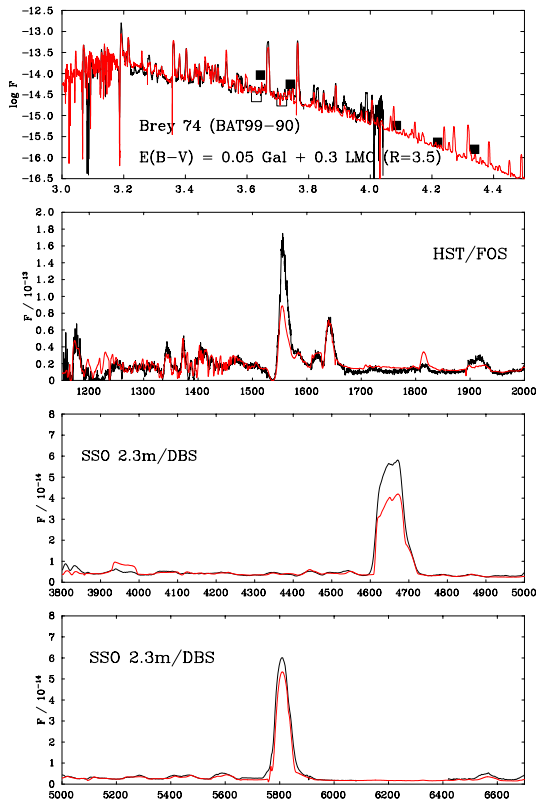 −12.5
−13.0
−13.5
−14.0
−14.5
−15.0
−15.5
−16.0
−16.5
log F
Brey 74 (BAT99−90)
E(B−V) = 0.05 Gal + 0.3 LMC (R=3.5)
3.0 3.2 3.4 3.6 3.8 4.0 4.2 4.4
2.0
1.8
1.6
1.4
1.2
1.0
0.8
0.6
0.4
0.2
0
F / 10⁻¹³
HST/FOS
1200 1300 1400 1500 1600 1700 1800 1900 2000
8
7
6
5
4
3
2
1
0
F / 10⁻¹⁴
SSO 2.3m/DBS
3800 3900 4000 4100 4200 4300 4400 4500 4600 4700 4800 4900 5000
8
7
6
5
4
3
2
1
0
F / 10⁻¹⁴
SSO 2.3m/DBS
5000 5200 5400 5600 5800 6000 6200 6400 6600